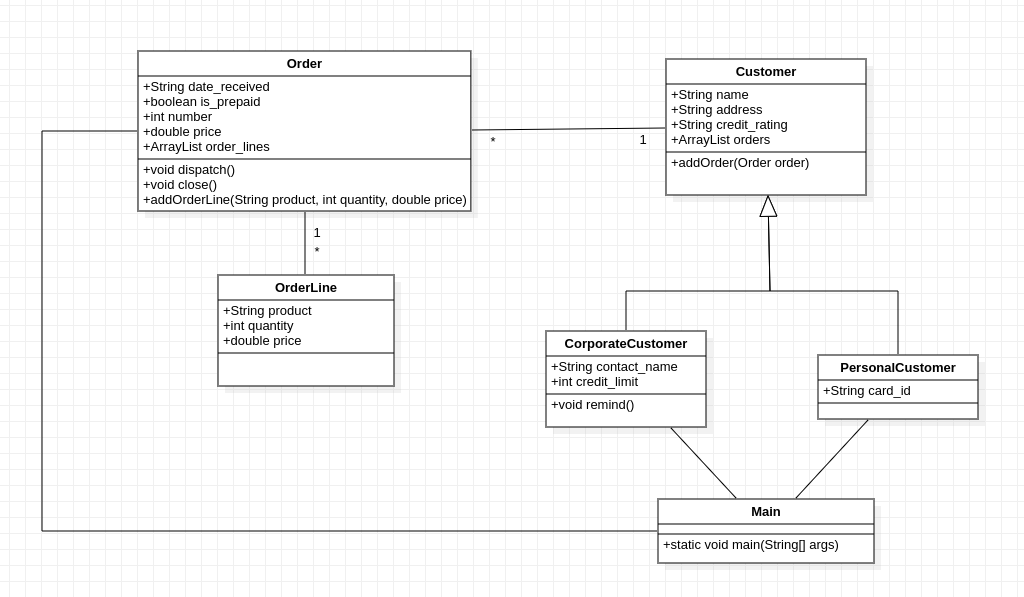 Order
+String date_received
+boolean is_prepaid
+int number
+double price
+ArrayList order_lines
+void dispatch()
+void close()
+addOrderLine(String product, int quantity, double price)
Customer
+String name
+String address
+String credit_rating
+ArrayList orders
+addOrder(Order order)
*
1
1
*
OrderLine
+String product
+int quantity
+double price
CorporateCustomer
+String contact_name
+int credit_limit
+void remind()
PersonalCustomer
+String card_id
Main
+static void main(String[] args)